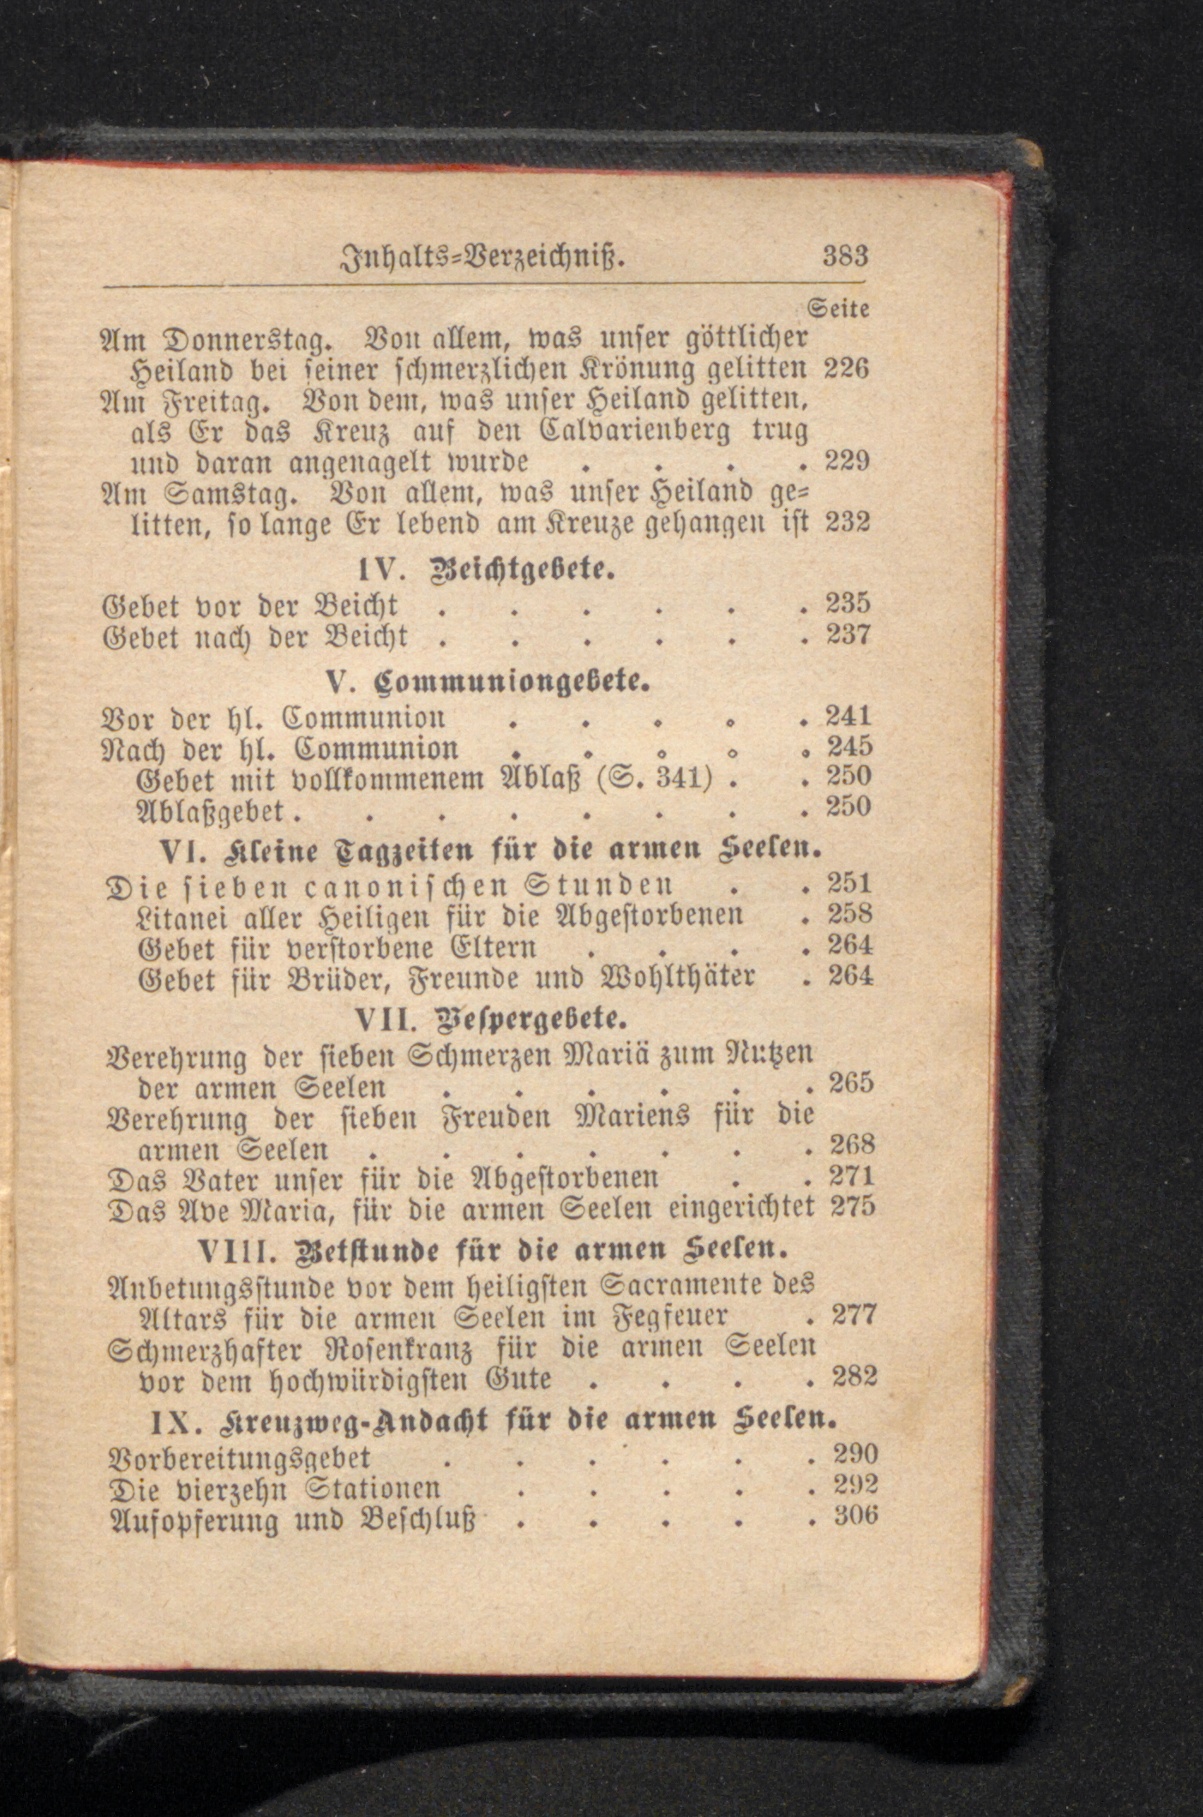 Inhalts-Verzeichniß. 383
Seite
Am Donnerstag. Von allem, was unser göttlicher
Heiland bei seiner schmerzlichen Krönung gelitten 226
Am Freitag. Von dem, was unser Heiland gelitten,
als Er das Kreuz auf den Calvarienberg trug
und daran angenagelt wurde . . . . 229
Am Samstag. Von allem, was unser Heiland ge-
litten, so lange Er lebend am Kreuze gehangen ist 232
IV. Beichtgebete.
Gebet vor der Beicht . . . . . . 235
Gebet nach der Beicht . . . . . . 237
V. Communiongebete.
Vor der hl. Communion . . . . . 241
Nach der hl. Communion . . . . . 245
Gebet mit vollkommenem Ablaß (S. 341) . . 250
Ablaßgebet . . . . . . . . 250
VI. Kleine Tagzeiten für die armen Seelen.
Die sieben canonischen Stunden . . 251
Litanei aller Heiligen für die Abgestorbenen . 258
Gebet für verstorbene Eltern . . . . 264
Gebet für Brüder, Freunde und Wohlthäter . 264
VII. Vespergebete.
Verehrung der sieben Schmerzen Mariä zum Nutzen
der armen Seelen . . . . . . 265
Verehrung der sieben Freuden Mariens für die
armen Seelen . . . . . . . 268
Das Vater unser für die Abgestorbenen . . 271
Das Ave Maria, für die armen Seelen eingerichtet 275
VIII. Betstunde für die armen Seelen.
Anbetungsstunde vor dem heiligsten Sacramente des
Altars für die armen Seelen im Fegfeuer . 277
Schmerzhafter Rosenkranz für die armen Seelen
vor dem hochwürdigsten Gute . . . . 282
IX. Kreuzweg-Andacht für die armen Seelen.
Vorbereitungsgebet . . . . . . 290
Die vierzehn Stationen . . . . . 292
Aufopferung und Beschluß . . . . . 306